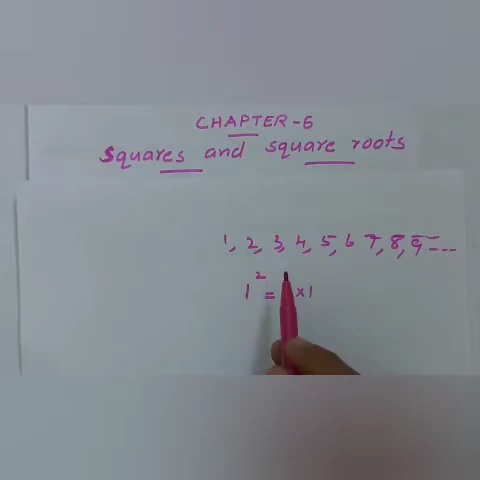 CHAPTER-6
Squares and square roots
1, 2, 3, 4, 5, 6 7, 8, 9 ----
1² = ×1